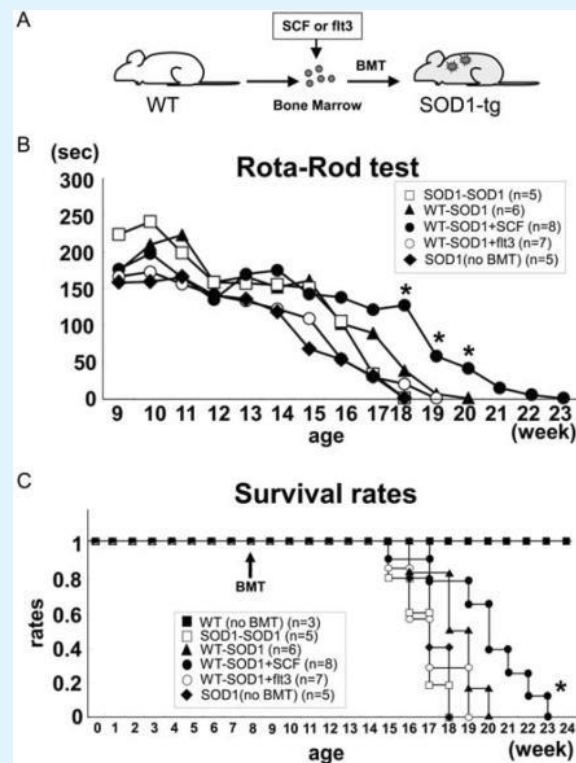 A
SCF or flt3
BMT
WT
Bone Marrow
SOD1-tg
B
(sec)
Rota-Rod test
300
250
200
150
100
50
0
SOD1-SOD1 (n=5)
WT-SOD1 (n=6)
WT-SOD1+SCF (n=8)
WT-SOD1+flt3 (n=7)
SOD1(no BMT) (n=5)
* * *
9 10 11 12 13 14 15 16 17 18 19 20 21 22 23
age (week)
C
Survival rates
1
0.8
0.6
0.4
0.2
0
rates
BMT
WT (no BMT) (n=3)
SOD1-SOD1 (n=5)
WT-SOD1 (n=6)
WT-SOD1+SCF (n=8)
WT-SOD1+flt3 (n=7)
SOD1(no BMT) (n=5)
*
0 1 2 3 4 5 6 7 8 9 10 11 12 13 14 15 16 17 18 19 20 21 22 23 24
age (week)